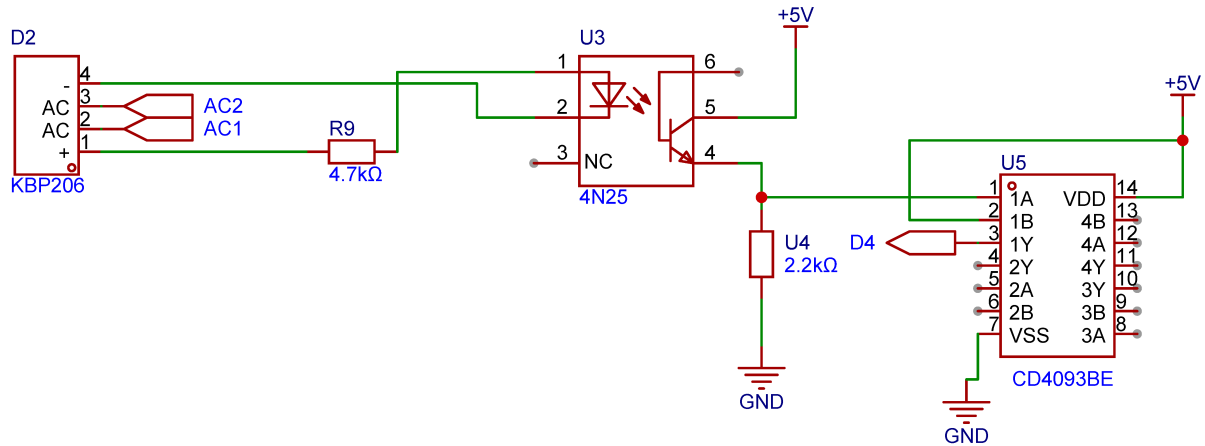 D2
4
-
3
AC
2
AC
1
+
KBP206
AC2
AC1
R9
4.7kΩ
U3
1
2
3
NC
6
5
4
4N25
+5V
U4
2.2kΩ
GND
+5V
U5
1
1A
2
1B
3
1Y
4
2Y
5
2A
6
2B
7
VSS
VDD
14
4B
13
4A
12
4Y
11
3Y
10
3B
9
3A
8
D4
CD4093BE
GND